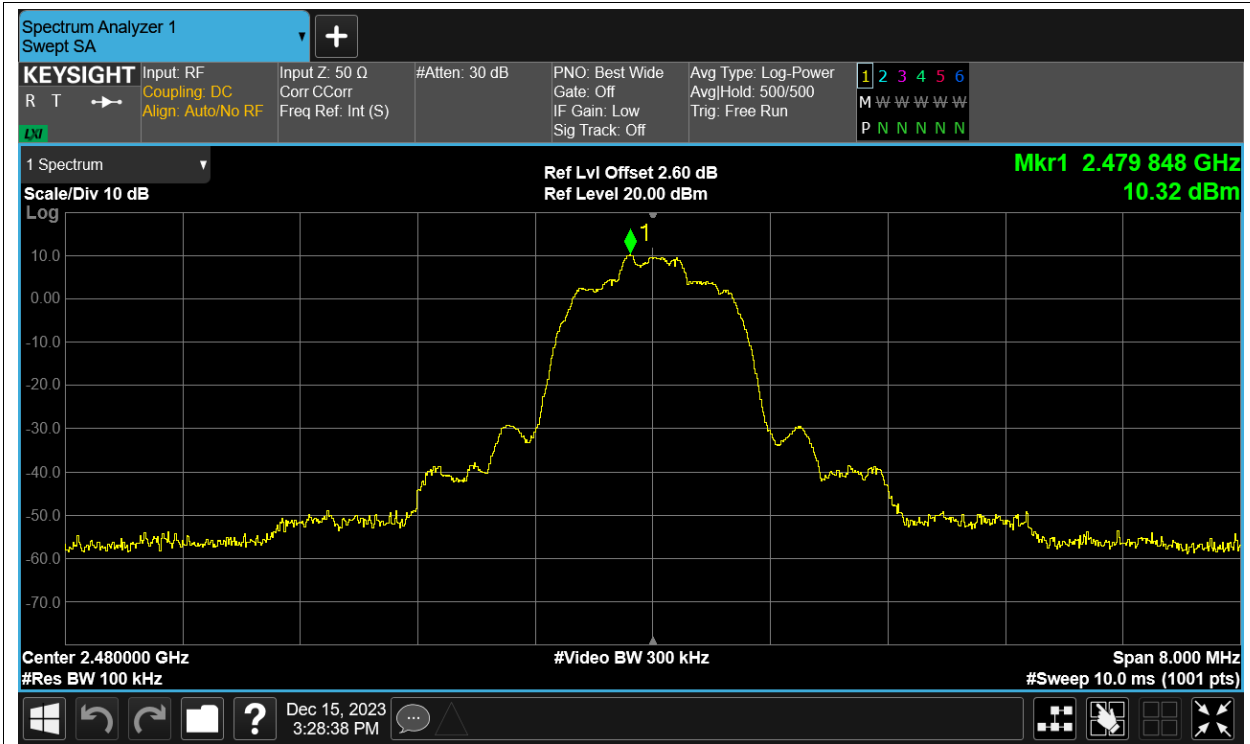 Spectrum Analyzer 1
Swept SA
KEYSIGHT
R T
LXI
Input: RF
Coupling: DC
Align: Auto/No RF
Input Z: 50 Ω
Corr CCorr
Freq Ref: Int (S)
#Atten: 30 dB
PNO: Best Wide
Gate: Off
IF Gain: Low
Sig Track: Off
Avg Type: Log-Power
Avg|Hold: 500/500
Trig: Free Run
1 2 3 4 5 6
M W W W W W
P N N N N N
1 Spectrum
Scale/Div 10 dB
Log
Ref Lvl Offset 2.60 dB
Ref Level 20.00 dBm
Mkr1 2.479 848 GHz
10.32 dBm
1
10.0
0.00
-10.0
-20.0
-30.0
-40.0
-50.0
-60.0
-70.0
Center 2.480000 GHz
#Res BW 100 kHz
#Video BW 300 kHz
Span 8.000 MHz
#Sweep 10.0 ms (1001 pts)
?
Dec 15, 2023
3:28:38 PM